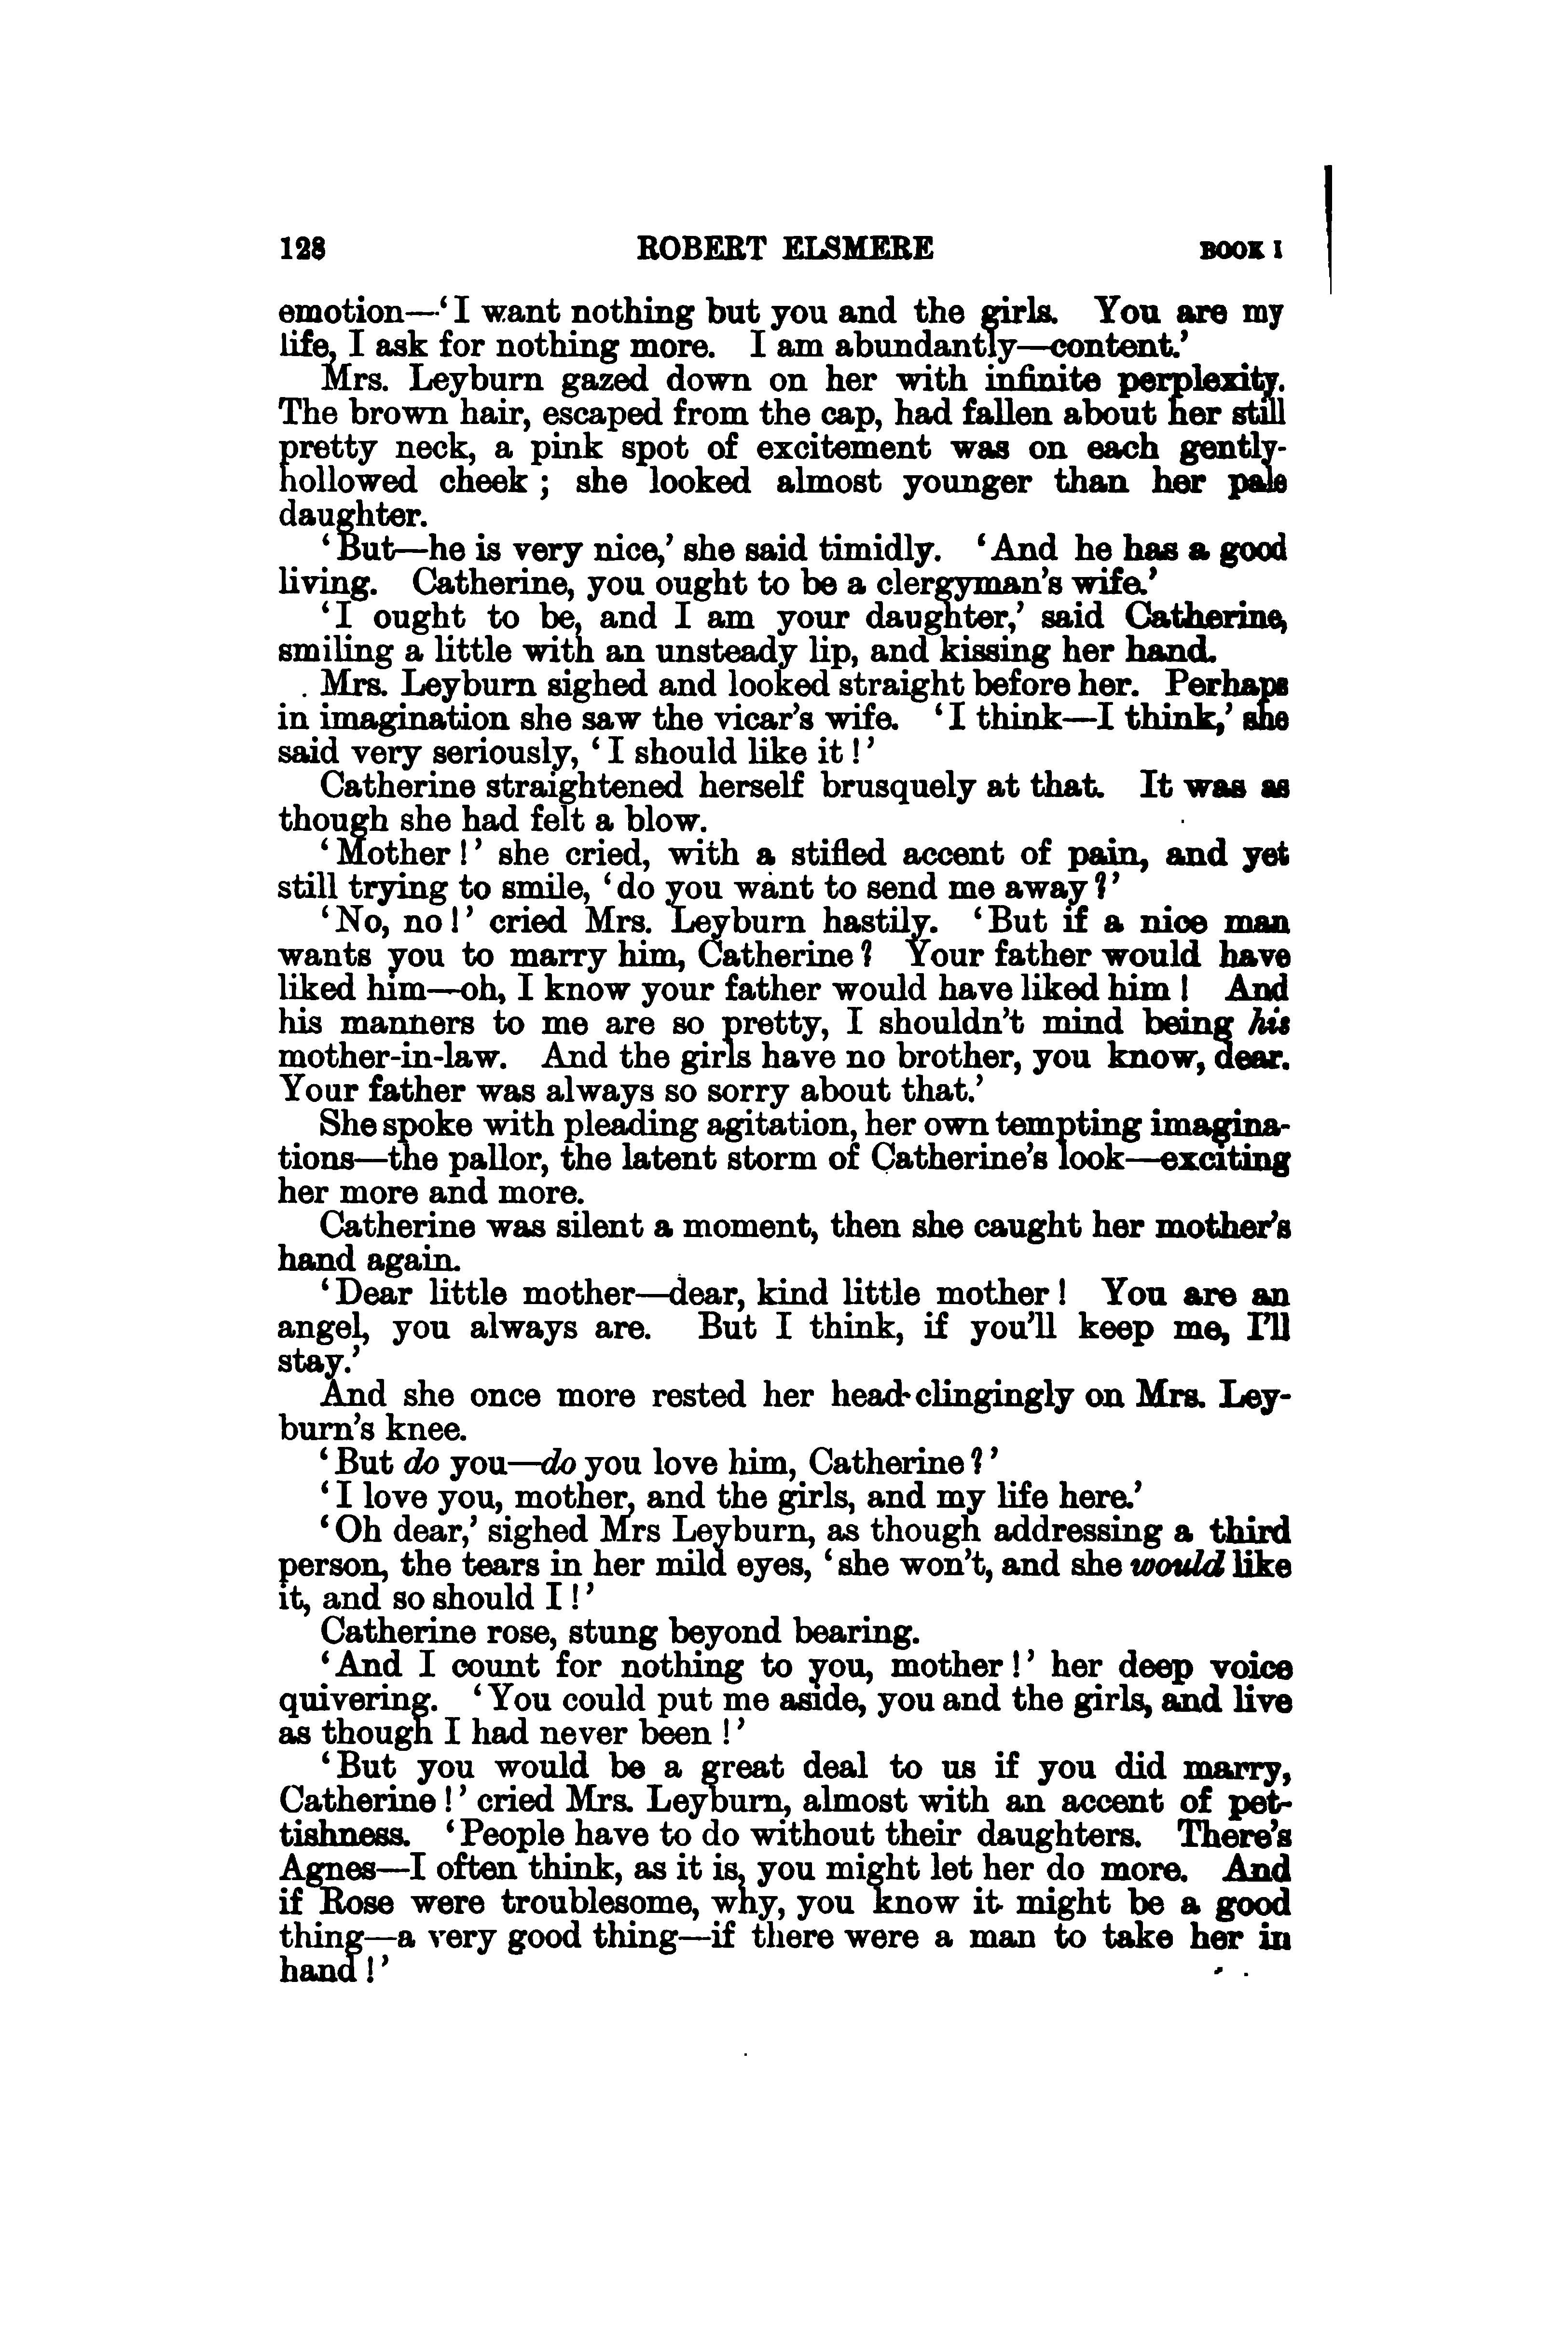 128 ROBERT ELSMERE BOOK I
emotion—‘I want nothing but you and the girls. You are my
life, I ask for nothing more. I am abundantly—content.’
Mrs. Leyburn gazed down on her with infinite perplexity.
The brown hair, escaped from the cap, had fallen about her still
pretty neck, a pink spot of excitement was on each gently-
hollowed cheek ; she looked almost younger than her pale
daughter.
‘But—he is very nice,’ she said timidly. ‘And he has a good
living. Catherine, you ought to be a clergyman’s wife.’
‘I ought to be, and I am your daughter,’ said Catherine,
smiling a little with an unsteady lip, and kissing her hand.
Mrs. Leyburn sighed and looked straight before her. Perhaps
in imagination she saw the vicar’s wife. ‘I think—I think,’ she
said very seriously, ‘I should like it !’
Catherine straightened herself brusquely at that. It was as
though she had felt a blow.
‘Mother !’ she cried, with a stifled accent of pain, and yet
still trying to smile, ‘do you want to send me away ?’
‘No, no !’ cried Mrs. Leyburn hastily. ‘But if a nice man
wants you to marry him, Catherine ? Your father would have
liked him—oh, I know your father would have liked him ! And
his manners to me are so pretty, I shouldn’t mind being his
mother-in-law. And the girls have no brother, you know, dear.
Your father was always so sorry about that.’
She spoke with pleading agitation, her own tempting imagina-
tions—the pallor, the latent storm of Catherine’s look—exciting
her more and more.
Catherine was silent a moment, then she caught her mother’s
hand again.
‘Dear little mother—dear, kind little mother ! You are an
angel, you always are. But I think, if you’ll keep me, I’ll
stay.’
And she once more rested her head clingingly on Mrs. Ley-
burn’s knee.
‘But do you—do you love him, Catherine ?’
‘I love you, mother, and the girls, and my life here.’
‘Oh dear,’ sighed Mrs Leyburn, as though addressing a third
person, the tears in her mild eyes, ‘she won’t, and she would like
it, and so should I !’
Catherine rose, stung beyond bearing.
‘And I count for nothing to you, mother !’ her deep voice
quivering. ‘You could put me aside, you and the girls, and live
as though I had never been !’
‘But you would be a great deal to us if you did marry,
Catherine !’ cried Mrs. Leyburn, almost with an accent of pet-
tishness. ‘People have to do without their daughters. There’s
Agnes—I often think, as it is, you might let her do more. And
if Rose were troublesome, why, you know it might be a good
thing—a very good thing—if there were a man to take her in
hand !’